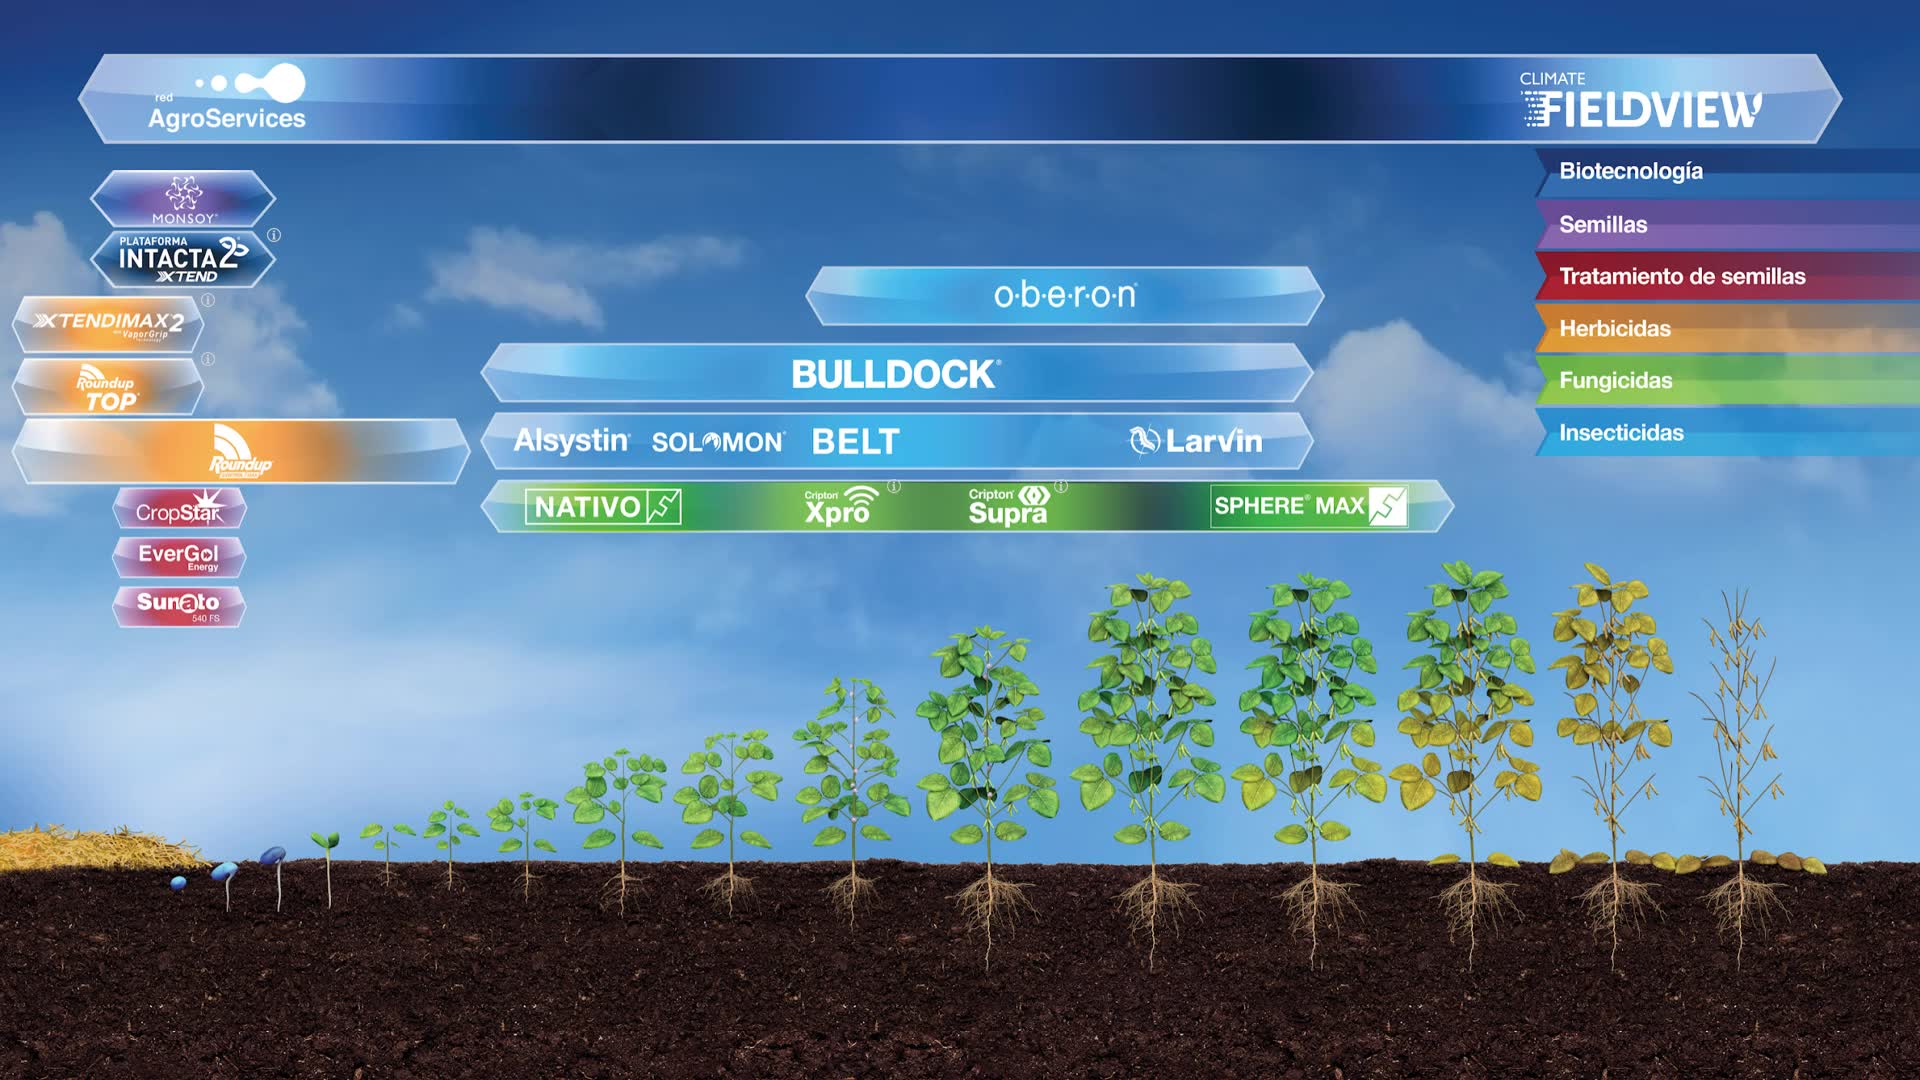 red
AgroServices
CLIMATE
FIELDVIEW
MONSOY®
PLATAFORMA
INTACTA 2
XTEND
XTENDIMAX 2
VaporGrip
Technology
Roundup
TOP
Roundup
CropStar
EverGol
Energy
Sunato
540 FS
o·b·e·r·o·n®
BULLDOCK®
Alsystin® SOLOMON® BELT Larvin
NATIVO
Cripton®
Xpro
Cripton®
Supra
SPHERE® MAX
Biotecnología
Semillas
Tratamiento de semillas
Herbicidas
Fungicidas
Insecticidas